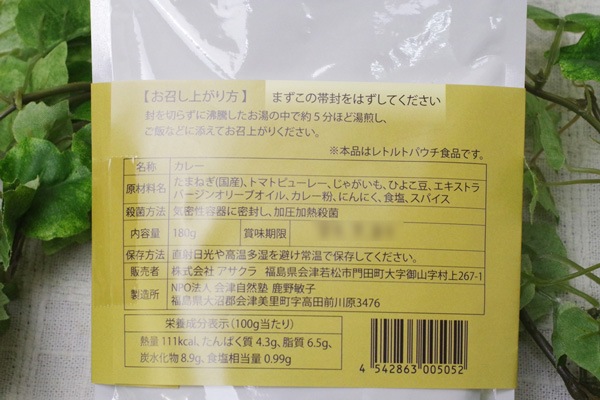 【お召し上がり方】 まずこの帯封をはずしてください
封を切らずに沸騰したお湯の中で約5分ほど湯煎し、
ご飯などに添えてお召上がりください。
※本品はレトルトパウチ食品です。
名称 カレー
原材料名 たまねぎ(国産)、トマトピューレー、じゃがいも、ひよこ豆、エキストラ
バージンオリーブオイル、カレー粉、にんにく、食塩、スパイス
殺菌方法 気密性容器に密封し、加圧加熱殺菌
内容量 180g 賞味期限
保存方法 直射日光や高温多湿を避け常温で保存してください。
販売者 株式会社 アサクラ 福島県会津若松市門田町大字御山字村上267-1
製造所 NPO法人 会津自然塾 鹿野敏子
福島県大沼郡会津美里町字高田前川原3476
栄養成分表示(100g当たり)
熱量 111kcal、たんぱく質 4.3g、脂質 6.5g、
炭水化物 8.9g、食塩相当量 0.99g
4 542863 005052